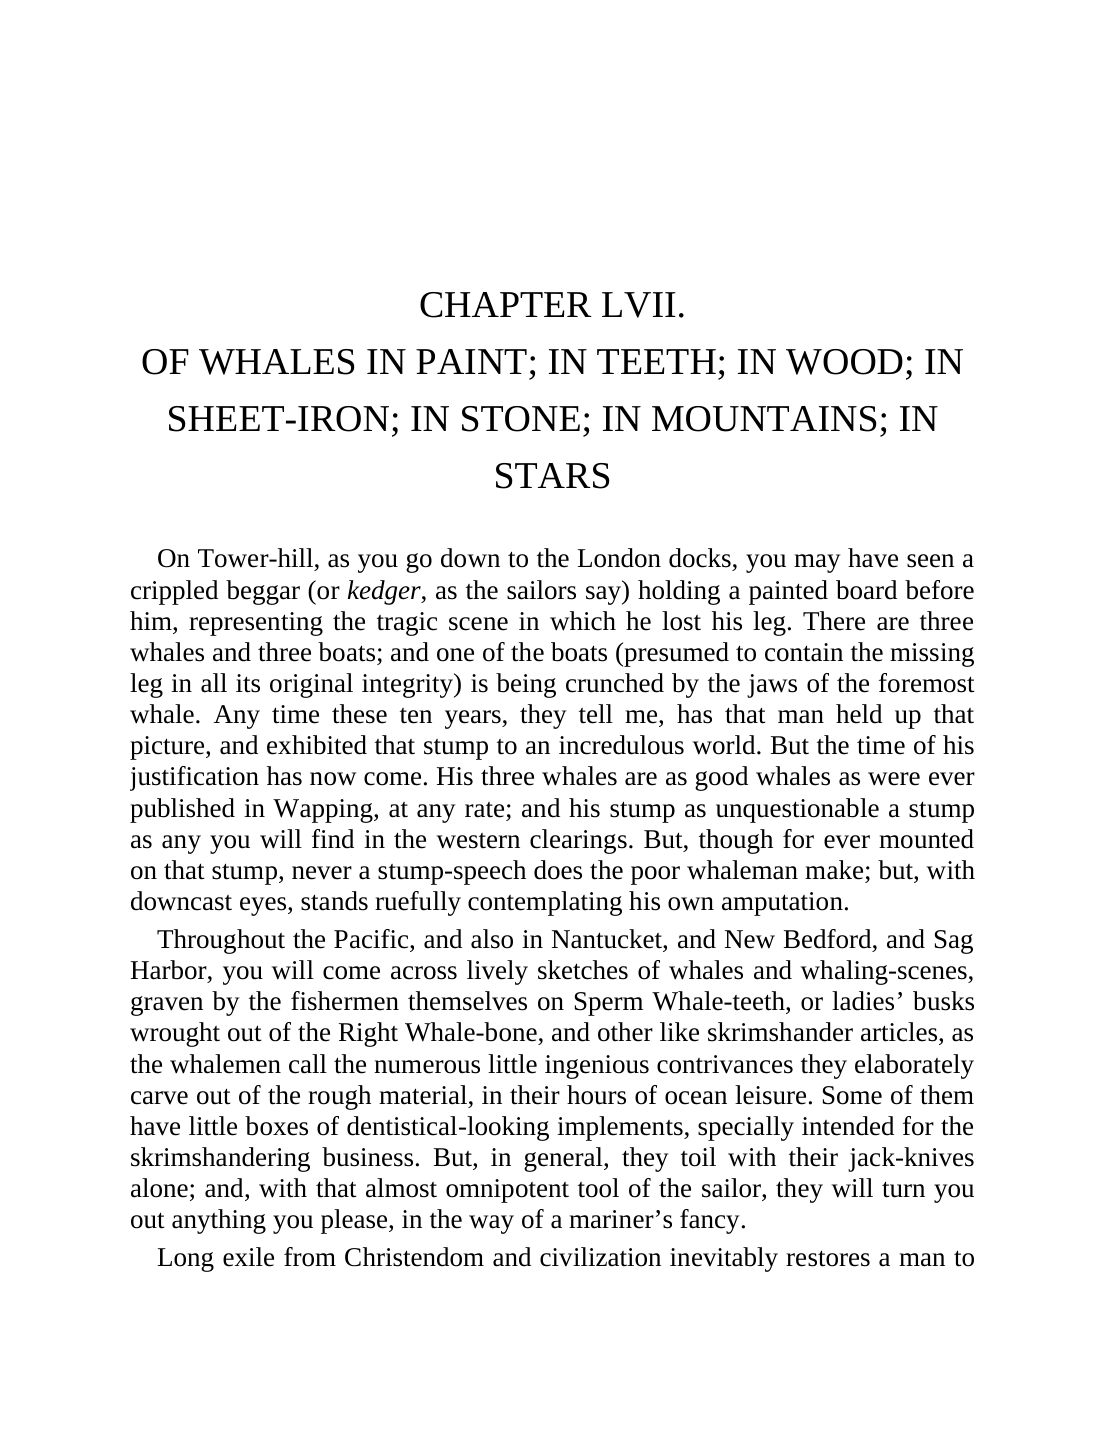 CHAPTER LVII.
OF WHALES IN PAINT; IN TEETH; IN WOOD; IN
SHEET-IRON; IN STONE; IN MOUNTAINS; IN
STARS
On Tower-hill, as you go down to the London docks, you may have seen a
crippled beggar (or kedger, as the sailors say) holding a painted board before
him, representing the tragic scene in which he lost his leg. There are three
whales and three boats; and one of the boats (presumed to contain the missing
leg in all its original integrity) is being crunched by the jaws of the foremost
whale. Any time these ten years, they tell me, has that man held up that
picture, and exhibited that stump to an incredulous world. But the time of his
justification has now come. His three whales are as good whales as were ever
published in Wapping, at any rate; and his stump as unquestionable a stump
as any you will find in the western clearings. But, though for ever mounted
on that stump, never a stump-speech does the poor whaleman make; but, with
downcast eyes, stands ruefully contemplating his own amputation.
Throughout the Pacific, and also in Nantucket, and New Bedford, and Sag
Harbor, you will come across lively sketches of whales and whaling-scenes,
graven by the fishermen themselves on Sperm Whale-teeth, or ladies’ busks
wrought out of the Right Whale-bone, and other like skrimshander articles, as
the whalemen call the numerous little ingenious contrivances they elaborately
carve out of the rough material, in their hours of ocean leisure. Some of them
have little boxes of dentistical-looking implements, specially intended for the
skrimshandering business. But, in general, they toil with their jack-knives
alone; and, with that almost omnipotent tool of the sailor, they will turn you
out anything you please, in the way of a mariner’s fancy.
Long exile from Christendom and civilization inevitably restores a man to